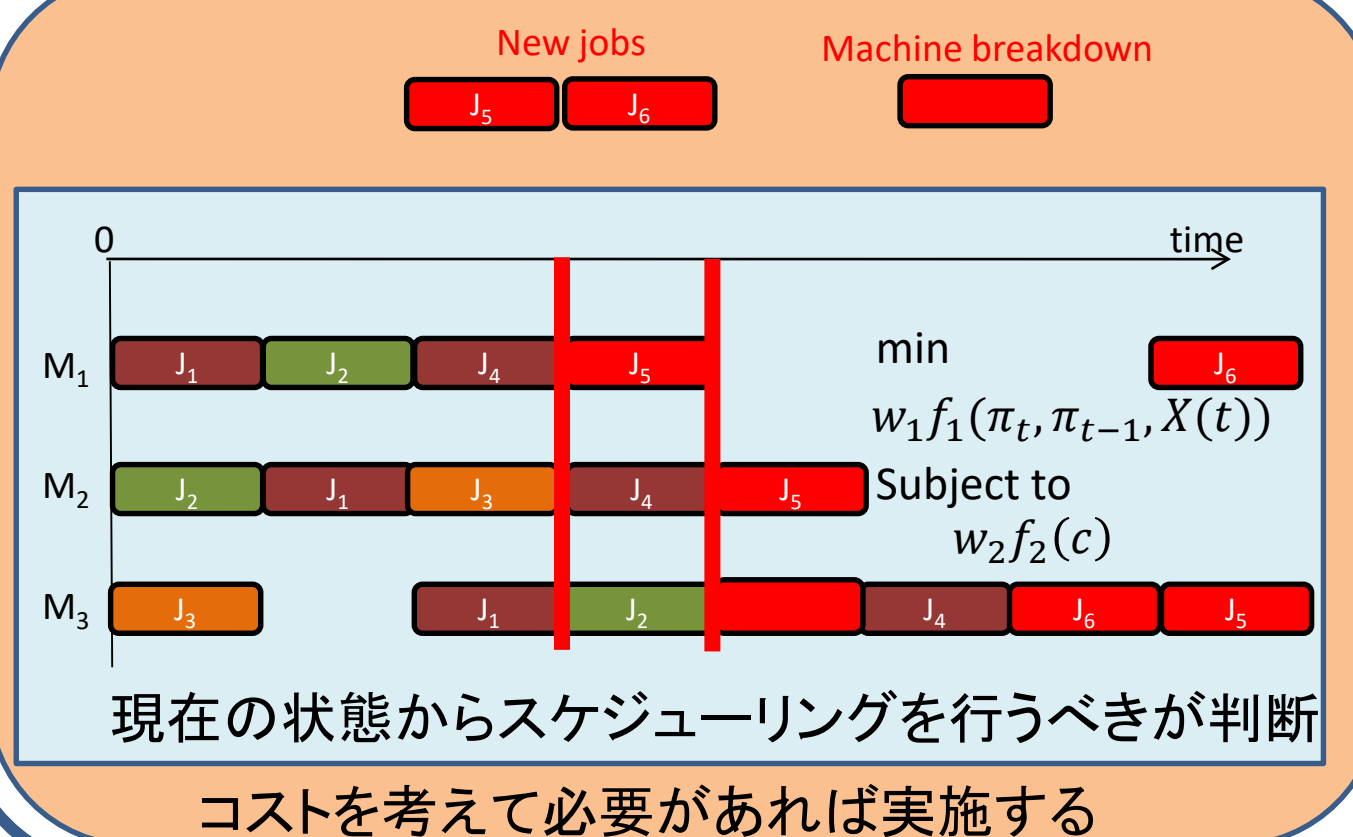 New jobs Machine breakdown
J₅ J₆
0 time
M₁ J₁ J₂ J₄ J₅ min J₆
w₁f₁(π_t, π_{t−1}, X(t))
M₂ J₂ J₁ J₃ J₄ J₅ Subject to
w₂f₂(c)
M₃ J₃ J₁ J₂ J₄ J₆ J₅
現在の状態からスケジューリングを行うべきが判断
コストを考えて必要があれば実施する